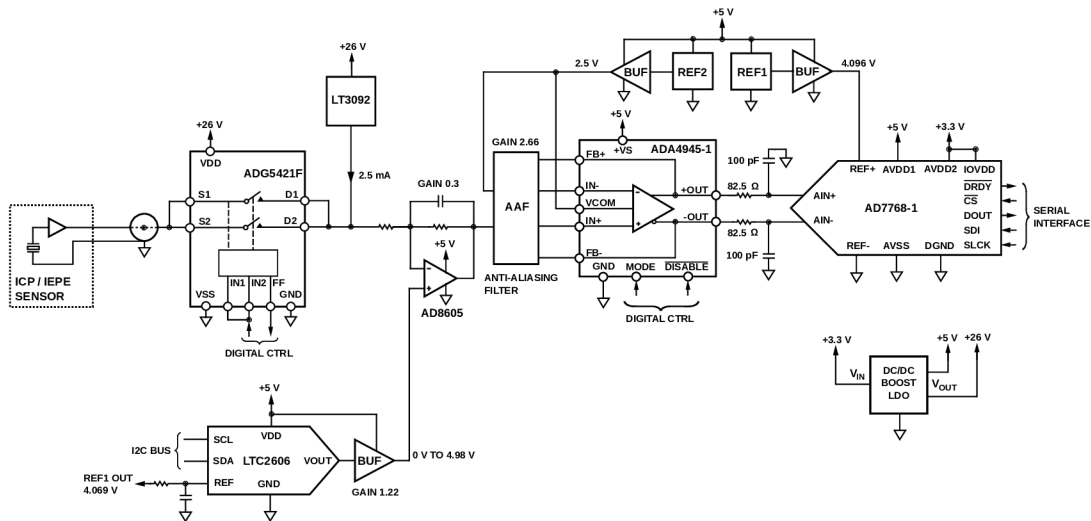 +5 V
2.5 V
BUF
REF2
REF1
BUF
4.096 V
+26 V
LT3092
2.5 mA
+26 V
VDD
ADG5421F
S1
D1
S2
D2
IN1
IN2
FF
VSS
GND
DIGITAL CTRL
ICP / IEPE
SENSOR
GAIN 0.3
+5 V
AD8605
GAIN 2.66
AAF
ANTI-ALIASING
FILTER
+5 V
+VS
ADA4945-1
FB+
IN-
VCOM
IN+
FB-
+OUT
-OUT
GND
MODE
DISABLE
DIGITAL CTRL
100 pF
82.5 Ω
82.5 Ω
100 pF
+5 V
+3.3 V
REF+
AVDD1
AVDD2
IOVDD
AIN+
AIN-
AD7768-1
DRDY
CS
DOUT
SDI
SLCK
REF-
AVSS
DGND
SERIAL
INTERFACE
+3.3 V
+5 V
+26 V
VIN
DC/DC
BOOST
LDO
VOUT
+5 V
VDD
I2C BUS
SCL
SDA
LTC2606
VOUT
BUF
0 V TO 4.98 V
REF1 OUT
4.069 V
REF
GND
GAIN 1.22